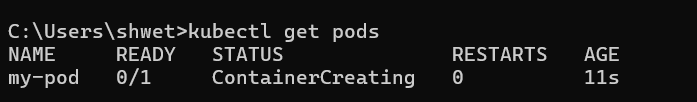 C:\Users\shwet>kubectl get pods
NAME     READY   STATUS              RESTARTS   AGE
my-pod   0/1     ContainerCreating   0          11s